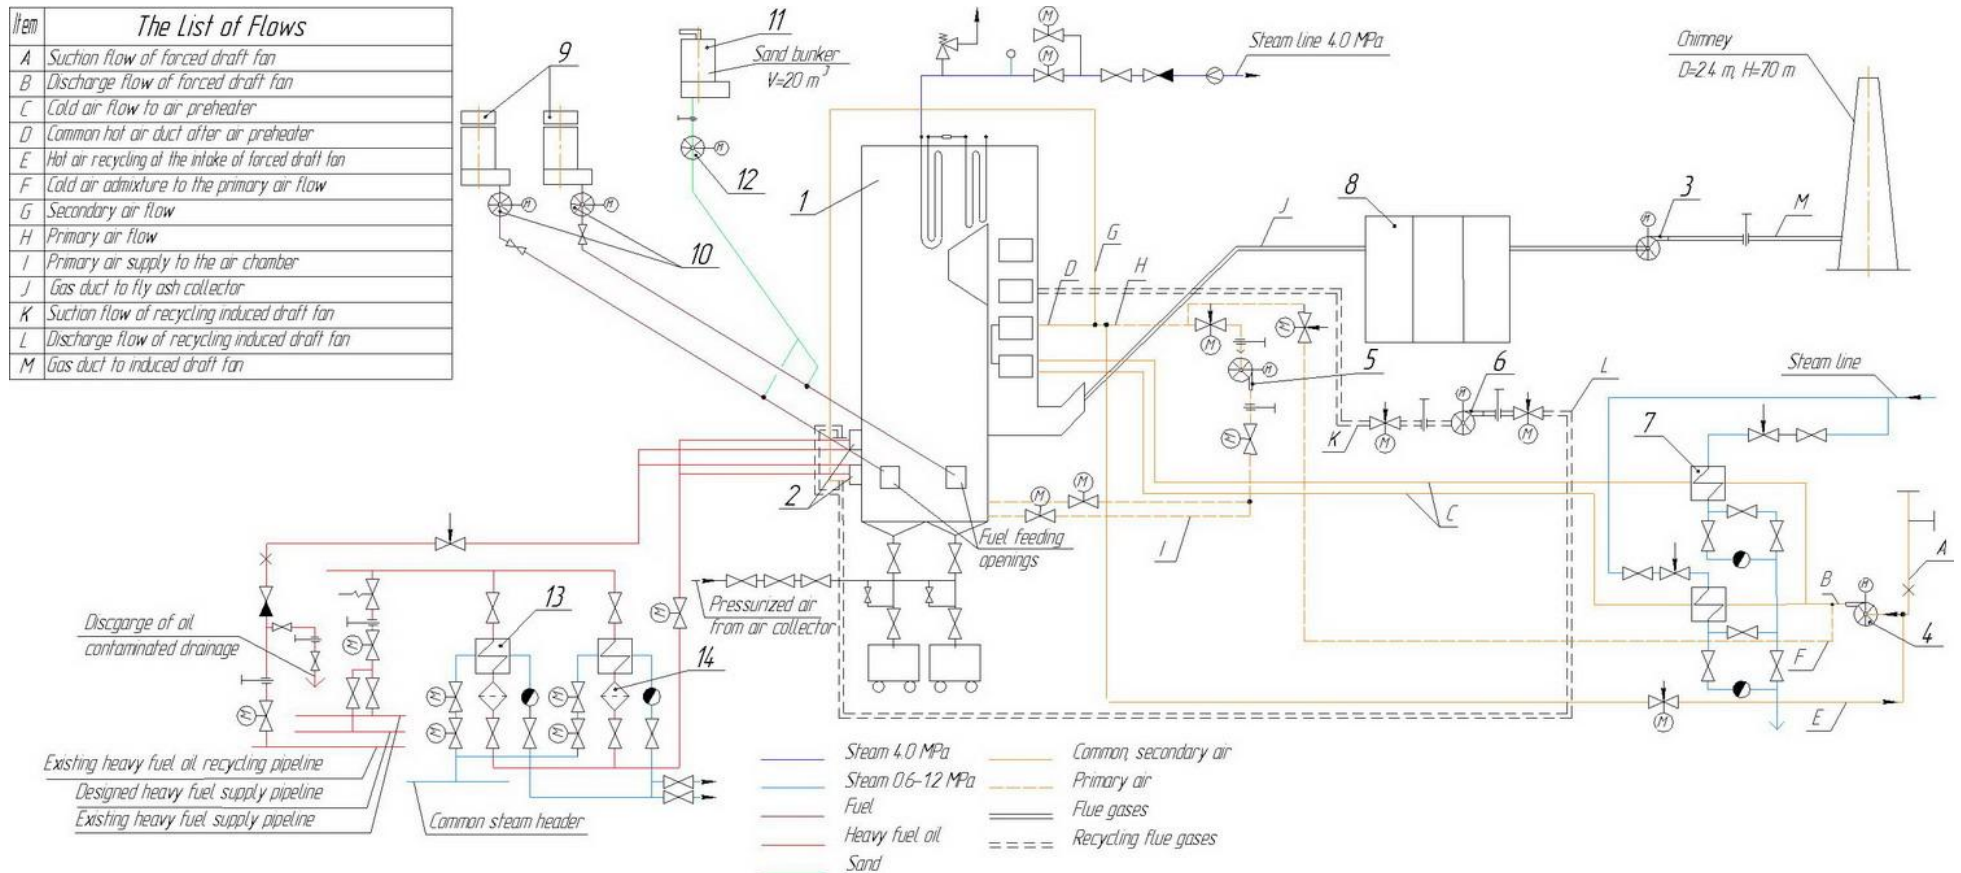 Item The List of Flows
A Suction flow of forced draft fan
B Discharge flow of forced draft fan
C Cold air flow to air preheater
D Common hot air duct after air preheater
E Hot air recycling at the intake of forced draft fan
F Cold air admixture to the primary air flow
G Secondary air flow
H Primary air flow
I Primary air supply to the air chamber
J Gas duct to fly ash collector
K Suction flow of recycling induced draft fan
L Discharge flow of recycling induced draft fan
M Gas duct to induced draft fan
9
10
11
Sand bunker
V=20 m³
12
M
M
M
M
M
Steam line 4.0 MPa
Chimney
D=2.4 m, H=70 m
1
8
3
M
M
J
G
D
H
M
M
M
5
6
M
K
M
M
L
M
Steam line
7
2
M
M
I
C
Fuel feeding
openings
A
B
M
4
F
M
E
Pressurized air
from air collector
Discgarge of oil
contaminated drainage
13
14
M
M
M
M
M
M
M
Existing heavy fuel oil recycling pipeline
Designed heavy fuel supply pipeline
Existing heavy fuel supply pipeline
Common steam header
Steam 4.0 MPa
Steam 0.6-1.2 MPa
Fuel
Heavy fuel oil
Sand
Common, secondary air
Primary air
Flue gases
Recycling flue gases